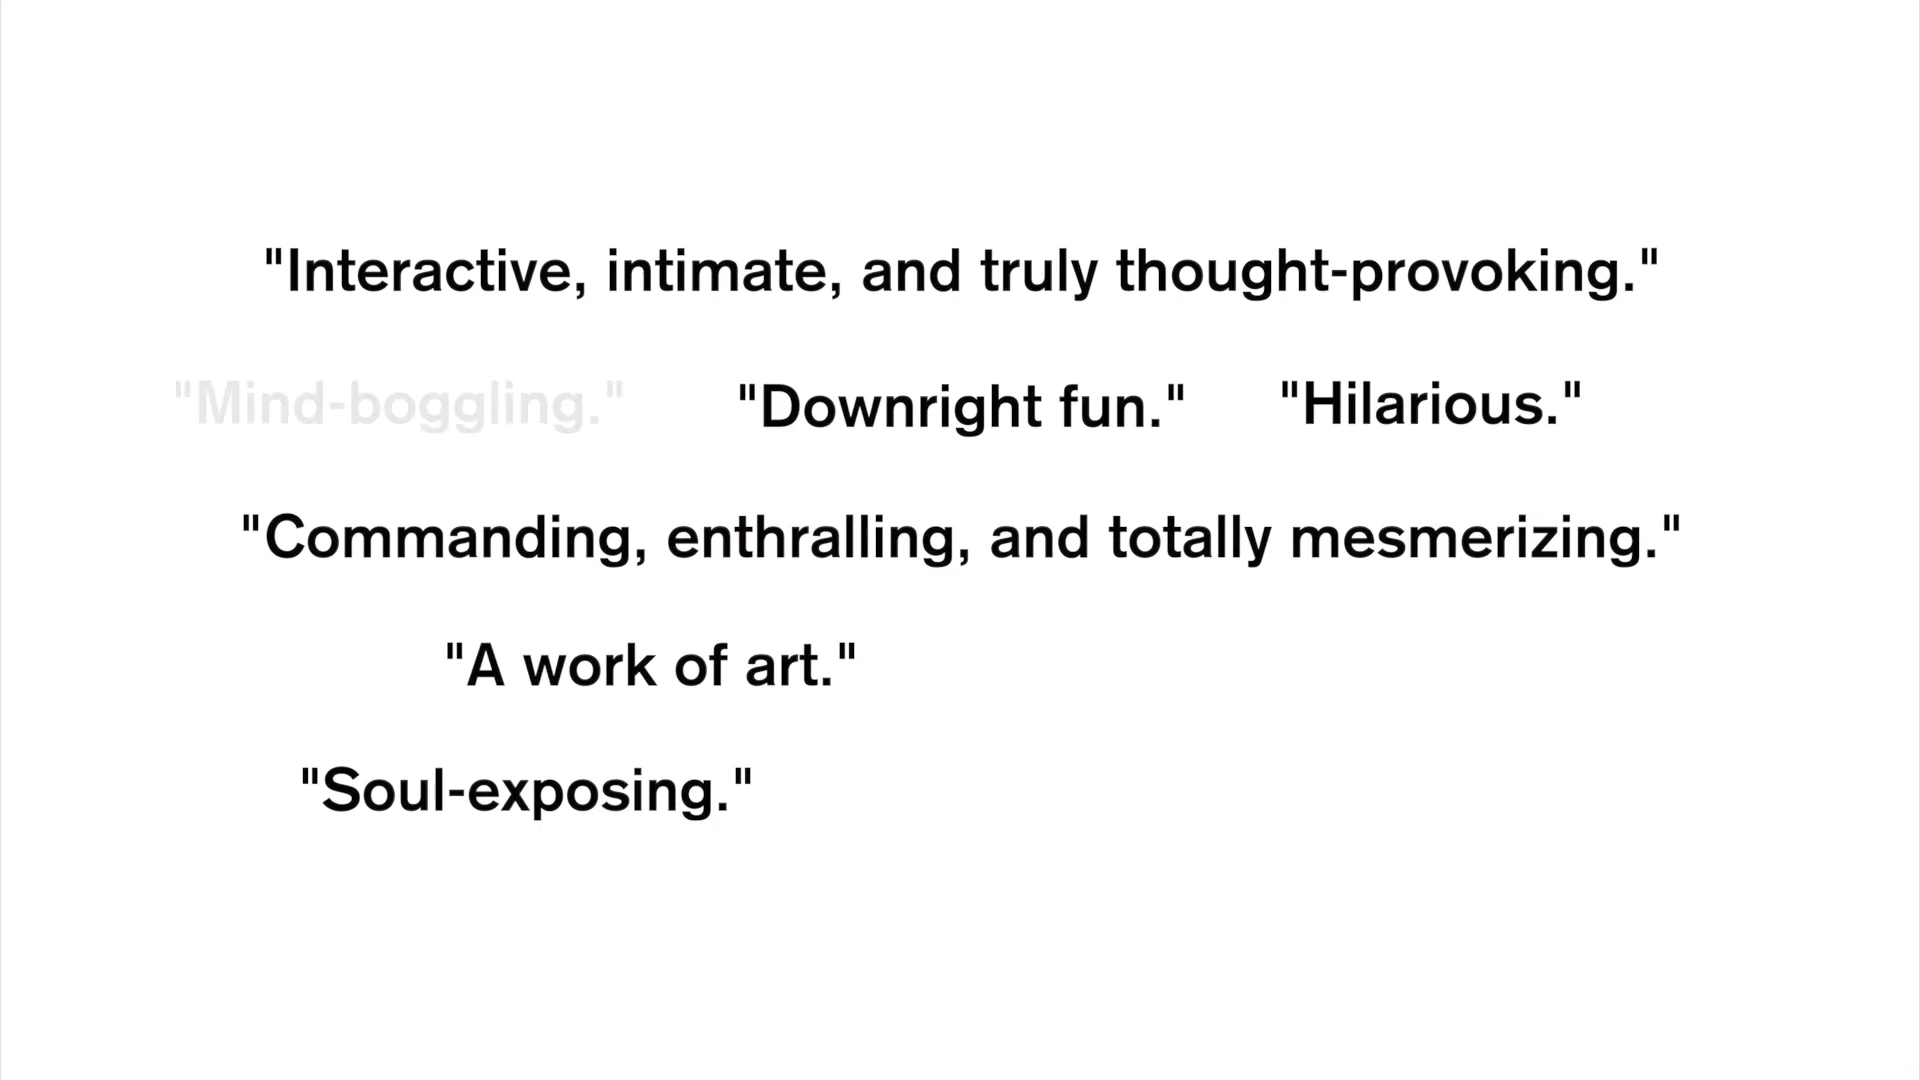 "Interactive, intimate, and truly thought-provoking."
"Mind-boggling." "Downright fun." "Hilarious."
"Commanding, enthralling, and totally mesmerizing."
"A work of art."
"Soul-exposing."